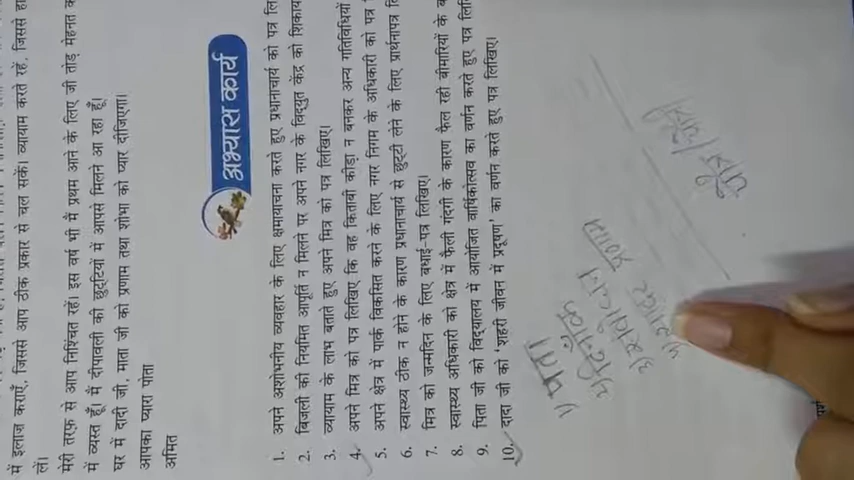 में इलाज कराएँ, जिससे आप ठीक प्रकार से चल सकें। व्यायाम करते रहें, जिससे
लें।
मेरी तरफ़ से आप निश्चिंत रहें। इस वर्ष भी मैं प्रथम आने के लिए जी तोड़ मेहनत
में व्यस्त हूँ। मैं दीपावली की छुट्टियों में आपसे मिलने आ रहा हूँ।
घर में दादी जी, माता जी को प्रणाम तथा शोभा को प्यार दीजिएगा।
आपका प्यारा पोता
अमित
अभ्यास कार्य
1. अपने अशोभनीय व्यवहार के लिए क्षमायाचना करते हुए प्रधानाचार्य को पत्र
2. बिजली की नियमित आपूर्ति न मिलने पर अपने नगर के विद्युत केंद्र को
3. व्यायाम के लाभ बताते हुए अपने मित्र को पत्र लिखिए।
4. अपने मित्र को पत्र लिखिए कि वह किताबी कीड़ा न बनकर अन्य गतिविधियों
5. अपने क्षेत्र में पार्क विकसित करने के लिए नगर निगम के अधिकारी को पत्र
6. स्वास्थ्य ठीक न होने के कारण प्रधानाचार्य से छुट्टी लेने के लिए प्रार्थनापत्र
7. मित्र को जन्मदिन के लिए बधाई-पत्र लिखिए।
8. स्वास्थ्य अधिकारी को क्षेत्र में फैली गंदगी के कारण फैल रही बीमारियों के
9. पिता जी को विद्यालय में आयोजित वार्षिकोत्सव का वर्णन करते हुए पत्र
10. दादा जी को 'शहरी जीवन में प्रदूषण' का वर्णन करते हुए पत्र लिखिए।
पता
दिनांक
संबोधन
सादर प्रणाम